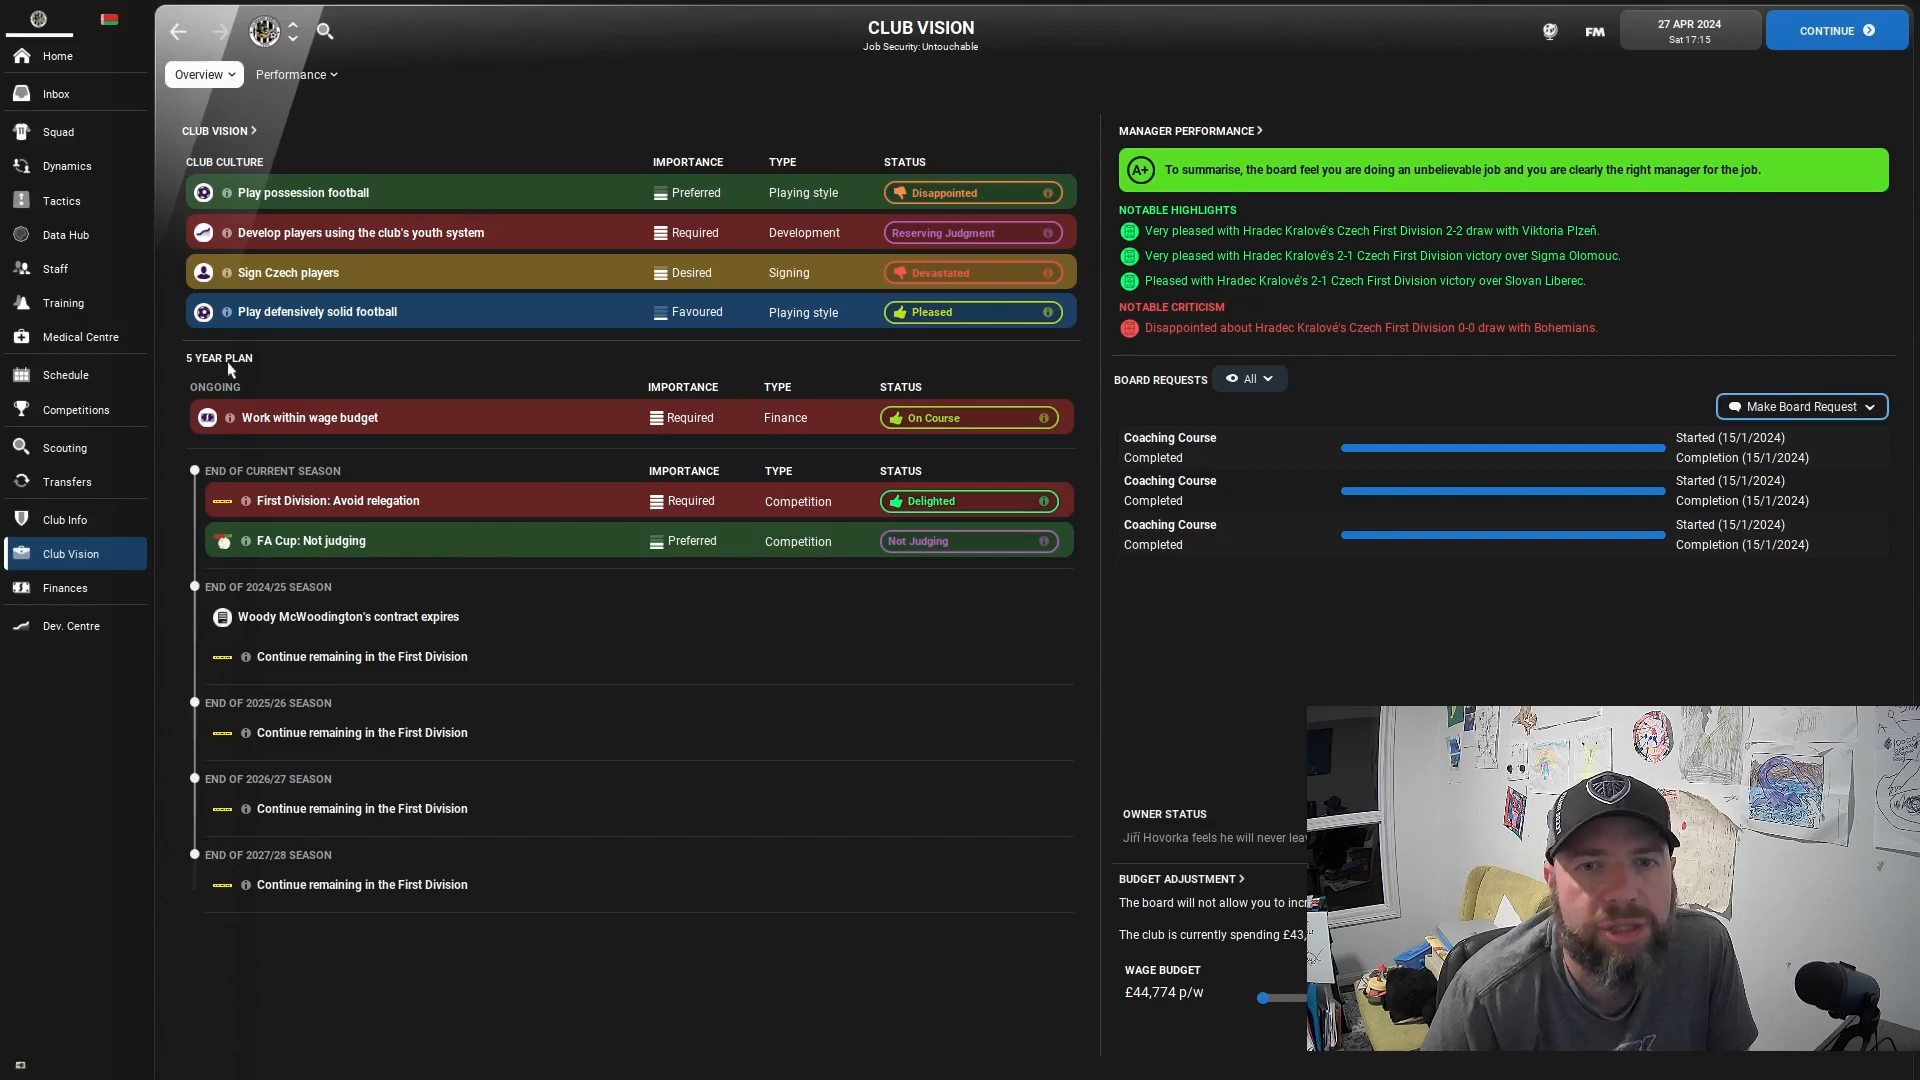 CLUB VISION
Job Security: Untouchable
FM
27 APR 2024
Sat 17:15
CONTINUE
Overview
Performance
Home
Inbox
Squad
Dynamics
Tactics
Data Hub
Staff
Training
Medical Centre
Schedule
Competitions
Scouting
Transfers
Club Info
Club Vision
Finances
Dev. Centre
CLUB VISION
CLUB CULTURE IMPORTANCE TYPE STATUS
Play possession football Preferred Playing style Disappointed
Develop players using the club's youth system Required Development Reserving Judgment
Sign Czech players Desired Signing Devastated
Play defensively solid football Favoured Playing style Pleased
5 YEAR PLAN
ONGOING IMPORTANCE TYPE STATUS
Work within wage budget Required Finance On Course
END OF CURRENT SEASON IMPORTANCE TYPE STATUS
First Division: Avoid relegation Required Competition Delighted
FA Cup: Not judging Preferred Competition Not Judging
END OF 2024/25 SEASON
Woody McWoodington's contract expires
Continue remaining in the First Division
END OF 2025/26 SEASON
Continue remaining in the First Division
END OF 2026/27 SEASON
Continue remaining in the First Division
END OF 2027/28 SEASON
Continue remaining in the First Division
MANAGER PERFORMANCE
A+ To summarise, the board feel you are doing an unbelievable job and you are clearly the right manager for the job.
NOTABLE HIGHLIGHTS
Very pleased with Hradec Kralové's Czech First Division 2-2 draw with Viktoria Plzeň.
Very pleased with Hradec Kralové's 2-1 Czech First Division victory over Sigma Olomouc.
Pleased with Hradec Kralové's 2-1 Czech First Division victory over Slovan Liberec.
NOTABLE CRITICISM
Disappointed about Hradec Kralové's Czech First Division 0-0 draw with Bohemians.
BOARD REQUESTS All
Make Board Request
Coaching Course Started (15/1/2024)
Completed Completion (15/1/2024)
Coaching Course Started (15/1/2024)
Completed Completion (15/1/2024)
Coaching Course Started (15/1/2024)
Completed Completion (15/1/2024)
OWNER STATUS
Jiří Hovorka feels he will never lea
BUDGET ADJUSTMENT
The board will not allow you to incr
The club is currently spending £43,
WAGE BUDGET
£44,774 p/w